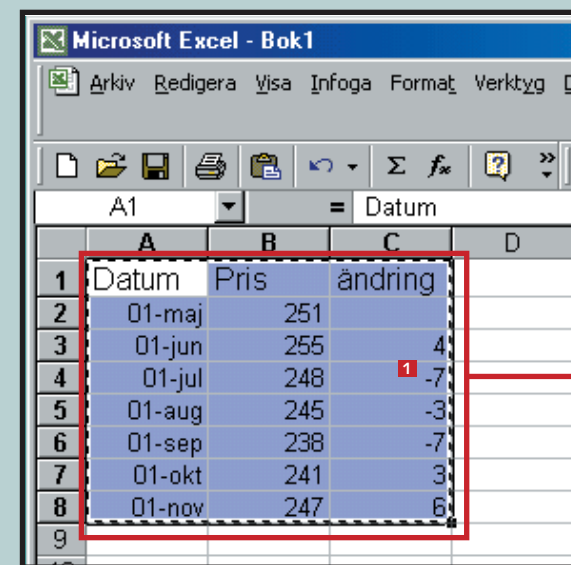 Microsoft Excel - Bok1
Arkiv Redigera Visa Infoga Format Verktyg D
Σ fx ? »
A1 = Datum
A B C D
1 Datum Pris ändring
2 01-maj 251
3 01-jun 255 4
4 01-jul 248 1 -7
5 01-aug 245 -3
6 01-sep 238 -7
7 01-okt 241 3
8 01-nov 247 6
9